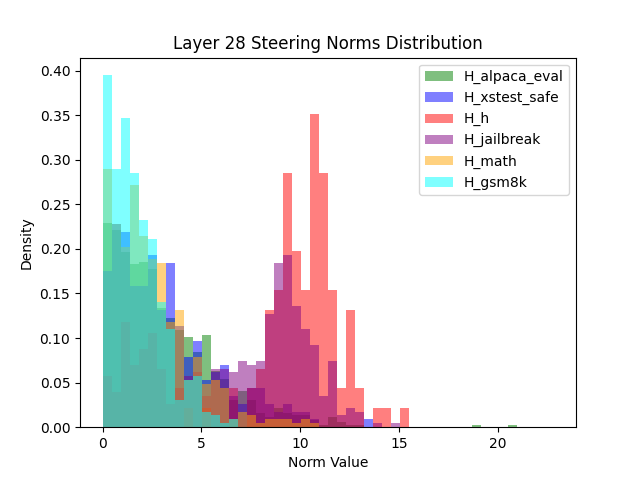 Layer 28 Steering Norms Distribution
0.40
0.35
0.30
0.25
0.20
0.15
0.10
0.05
0.00
Density
H_alpaca_eval
H_xstest_safe
H_h
H_jailbreak
H_math
H_gsm8k
0
5
10
15
20
Norm Value